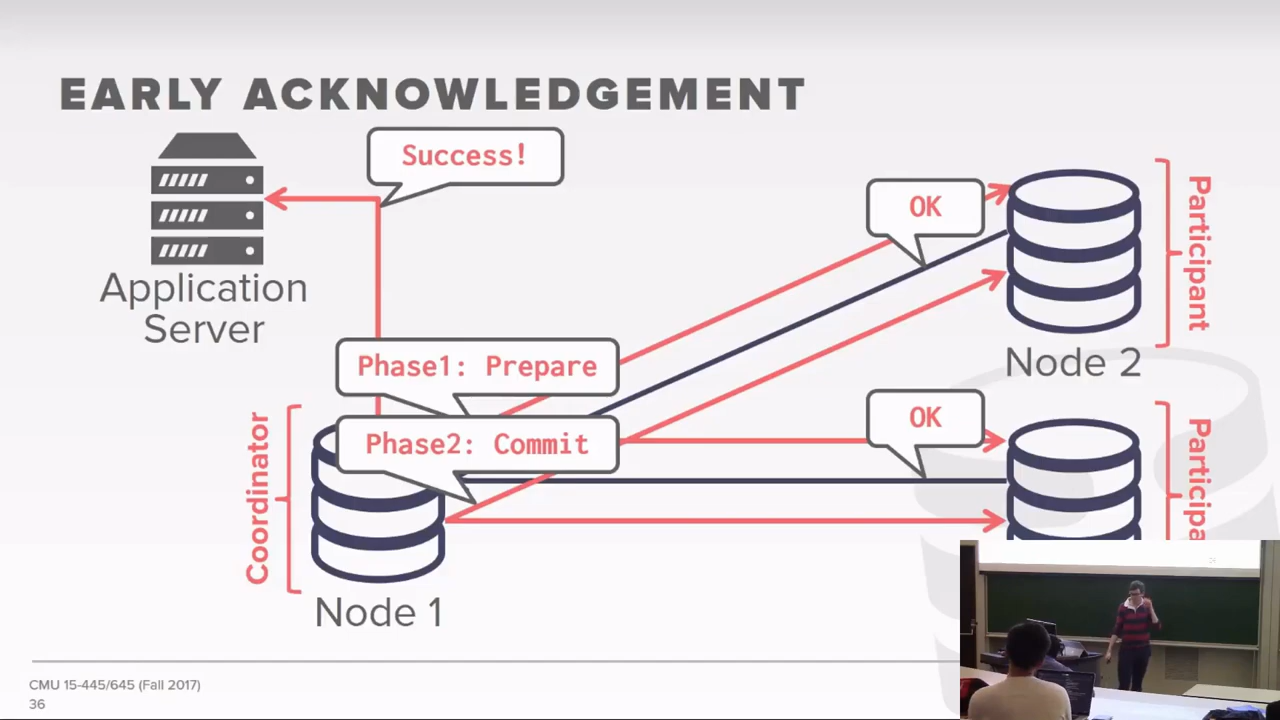 EARLY ACKNOWLEDGEMENT
Success!
OK
Participant
Application
Server
Phase1: Prepare
Node 2
OK
Phase2: Commit
Coordinator
Node 1
CMU 15-445/645 (Fall 2017)
36